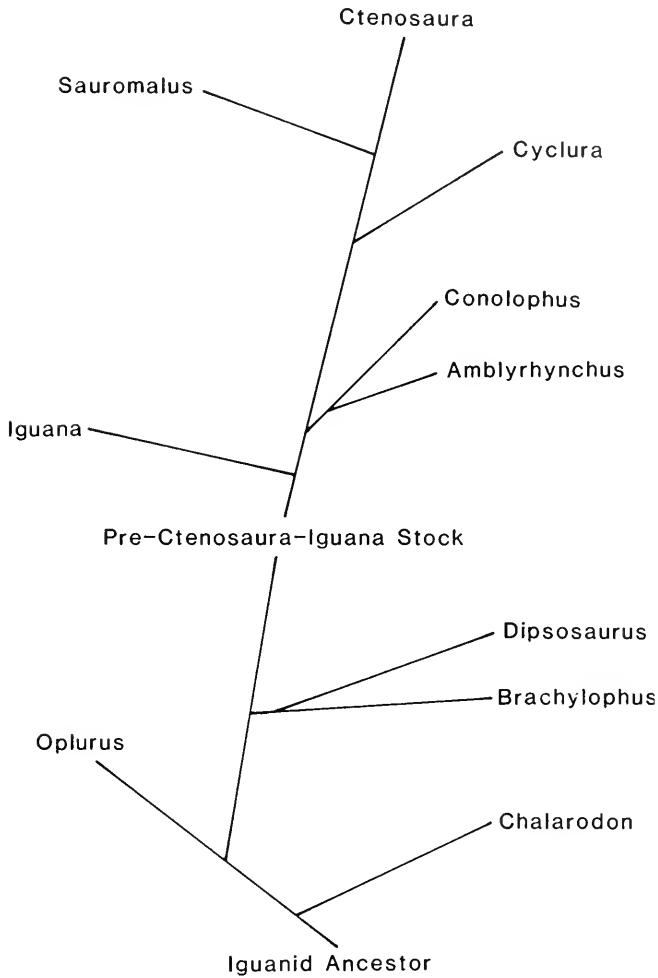 Ctenosaura
Sauromalus
Cyclura
Conolophus
Amblyrhynchus
Iguana
Pre-Ctenosaura-Iguana Stock
Dipsosaurus
Brachylophus
Oplurus
Chalarodon
Iguanid Ancestor